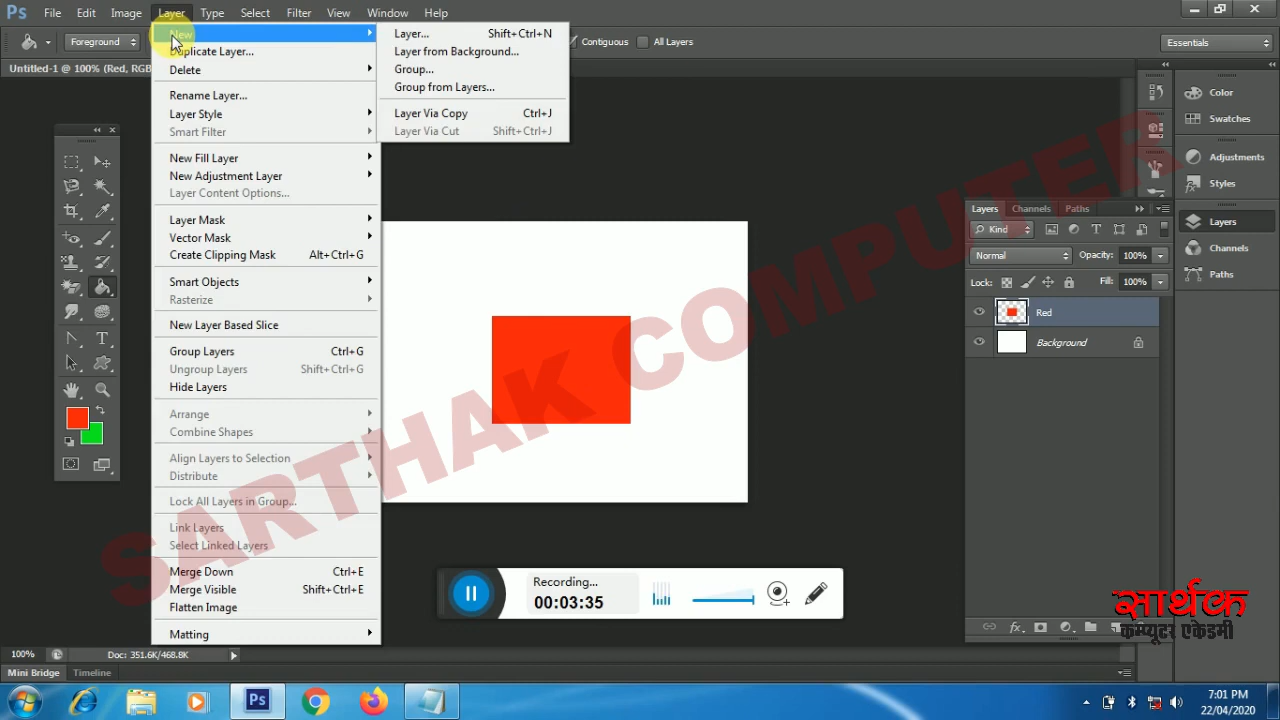 Ps File Edit Image Layer Type Select Filter View Window Help
Foreground Contiguous All Layers Essentials
Untitled-1 @ 100% (Red, RGB
New
Duplicate Layer...
Delete
Rename Layer...
Layer Style
Smart Filter
New Fill Layer
New Adjustment Layer
Layer Content Options...
Layer Mask
Vector Mask
Create Clipping Mask Alt+Ctrl+G
Smart Objects
Rasterize
New Layer Based Slice
Group Layers Ctrl+G
Ungroup Layers Shift+Ctrl+G
Hide Layers
Arrange
Combine Shapes
Align Layers to Selection
Distribute
Lock All Layers in Group...
Link Layers
Select Linked Layers
Merge Down Ctrl+E
Merge Visible Shift+Ctrl+E
Flatten Image
Matting
Layer... Shift+Ctrl+N
Layer from Background...
Group...
Group from Layers...
Layer Via Copy Ctrl+J
Layer Via Cut Shift+Ctrl+J
SARTHAK COMPUTER
Color
Swatches
Adjustments
Styles
Layers
Channels
Paths
Layers Channels Paths
Kind
Normal Opacity: 100%
Lock: Fill: 100%
Red
Background
Recording...
00:03:35
सार्थक
कम्प्यूटर एकेडमी
100% Doc: 351.6K/468.8K
Mini Bridge Timeline
Ps
7:01 PM
22/04/2020